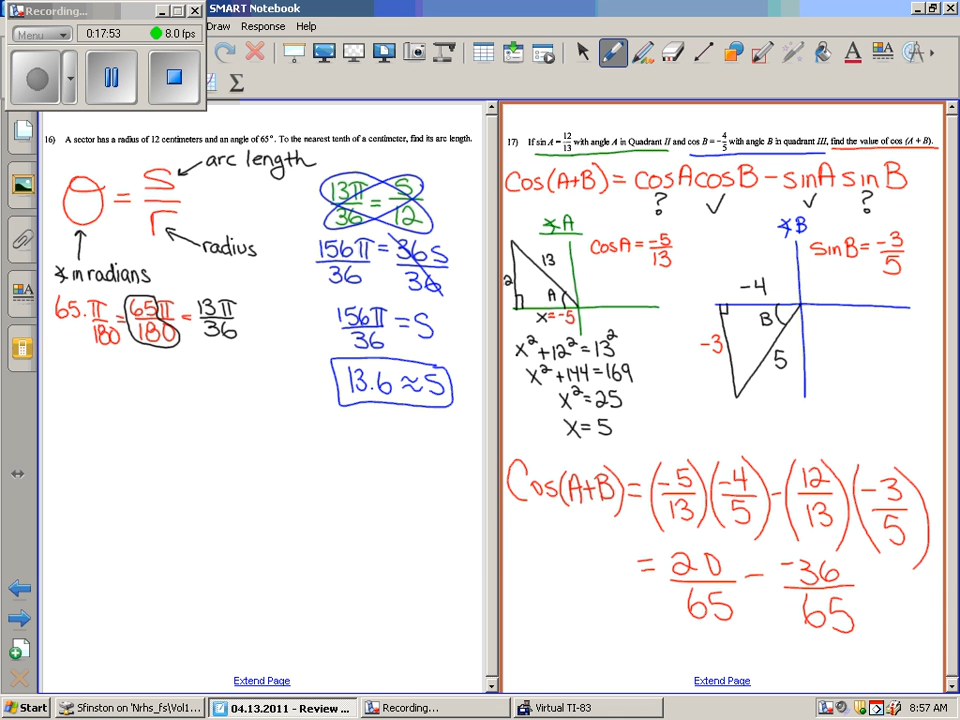 Recording...
SMART Notebook
Menu
0:17:53
8.0 fps
Draw Response Help
16) A sector has a radius of 12 centimeters and an angle of 65°. To the nearest tenth of a centimeter, find its arc length.
θ = s/r
arc length
radius
∡ in radians
65 · π/180 = 65π/180 = 13π/36
13π/36 = s/12
156π/36 = 36s/36
156π/36 = s
13.6 ≈ s
Extend Page
17) If sin A = 12/13 with angle A in Quadrant II and cos B = -4/5 with angle B in quadrant III, find the value of cos (A + B).
Cos(A+B) = cosA cosB - sinA sin B
? ✓ ✓ ?
∡A
cosA = -5/13
13
2
A
x = -5
x² + 12² = 13²
x² + 144 = 169
x² = 25
x = 5
∡B
sin B = -3/5
-4
B
-3
5
Cos(A+B) = (-5/13)(-4/5) - (12/13)(-3/5)
= 20/65 - -36/65
Extend Page
Start
Sfinston on 'Nrhs_fs\Vol1...
04.13.2011 - Review ...
Recording...
Virtual TI-83
8:57 AM